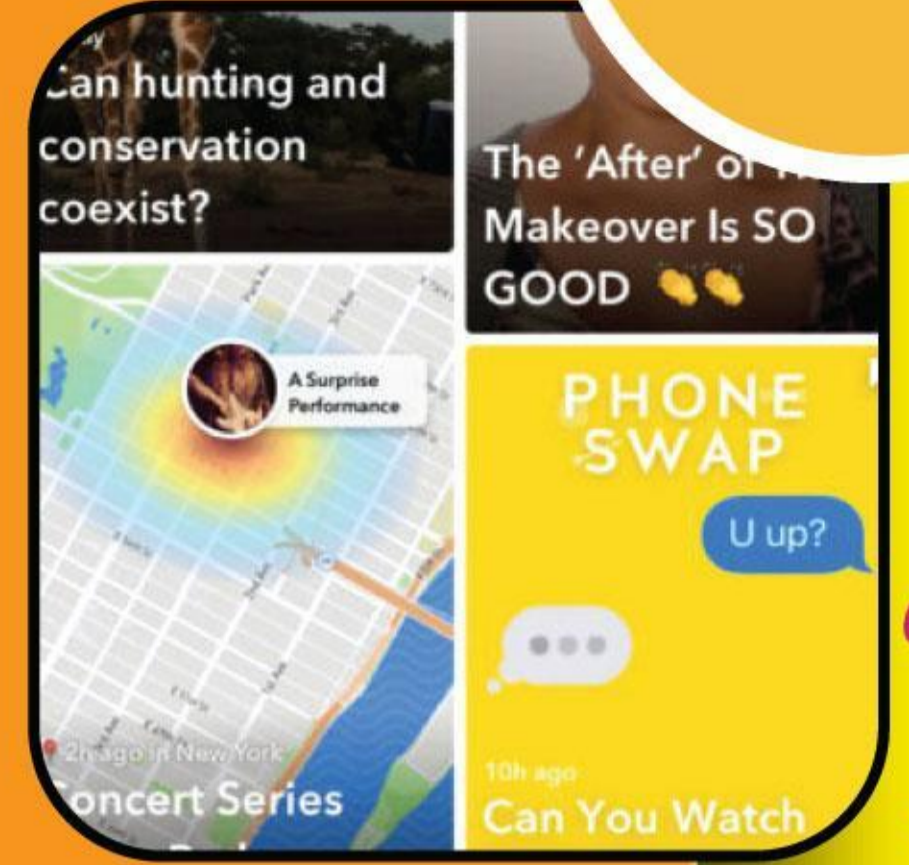 Can hunting and
conservation
coexist?
The 'After' of
Makeover Is SO
GOOD 👏👏
A Surprise
Performance
2h ago in New York
Concert Series
PHONE
SWAP
U up?
10h ago
Can You Watch